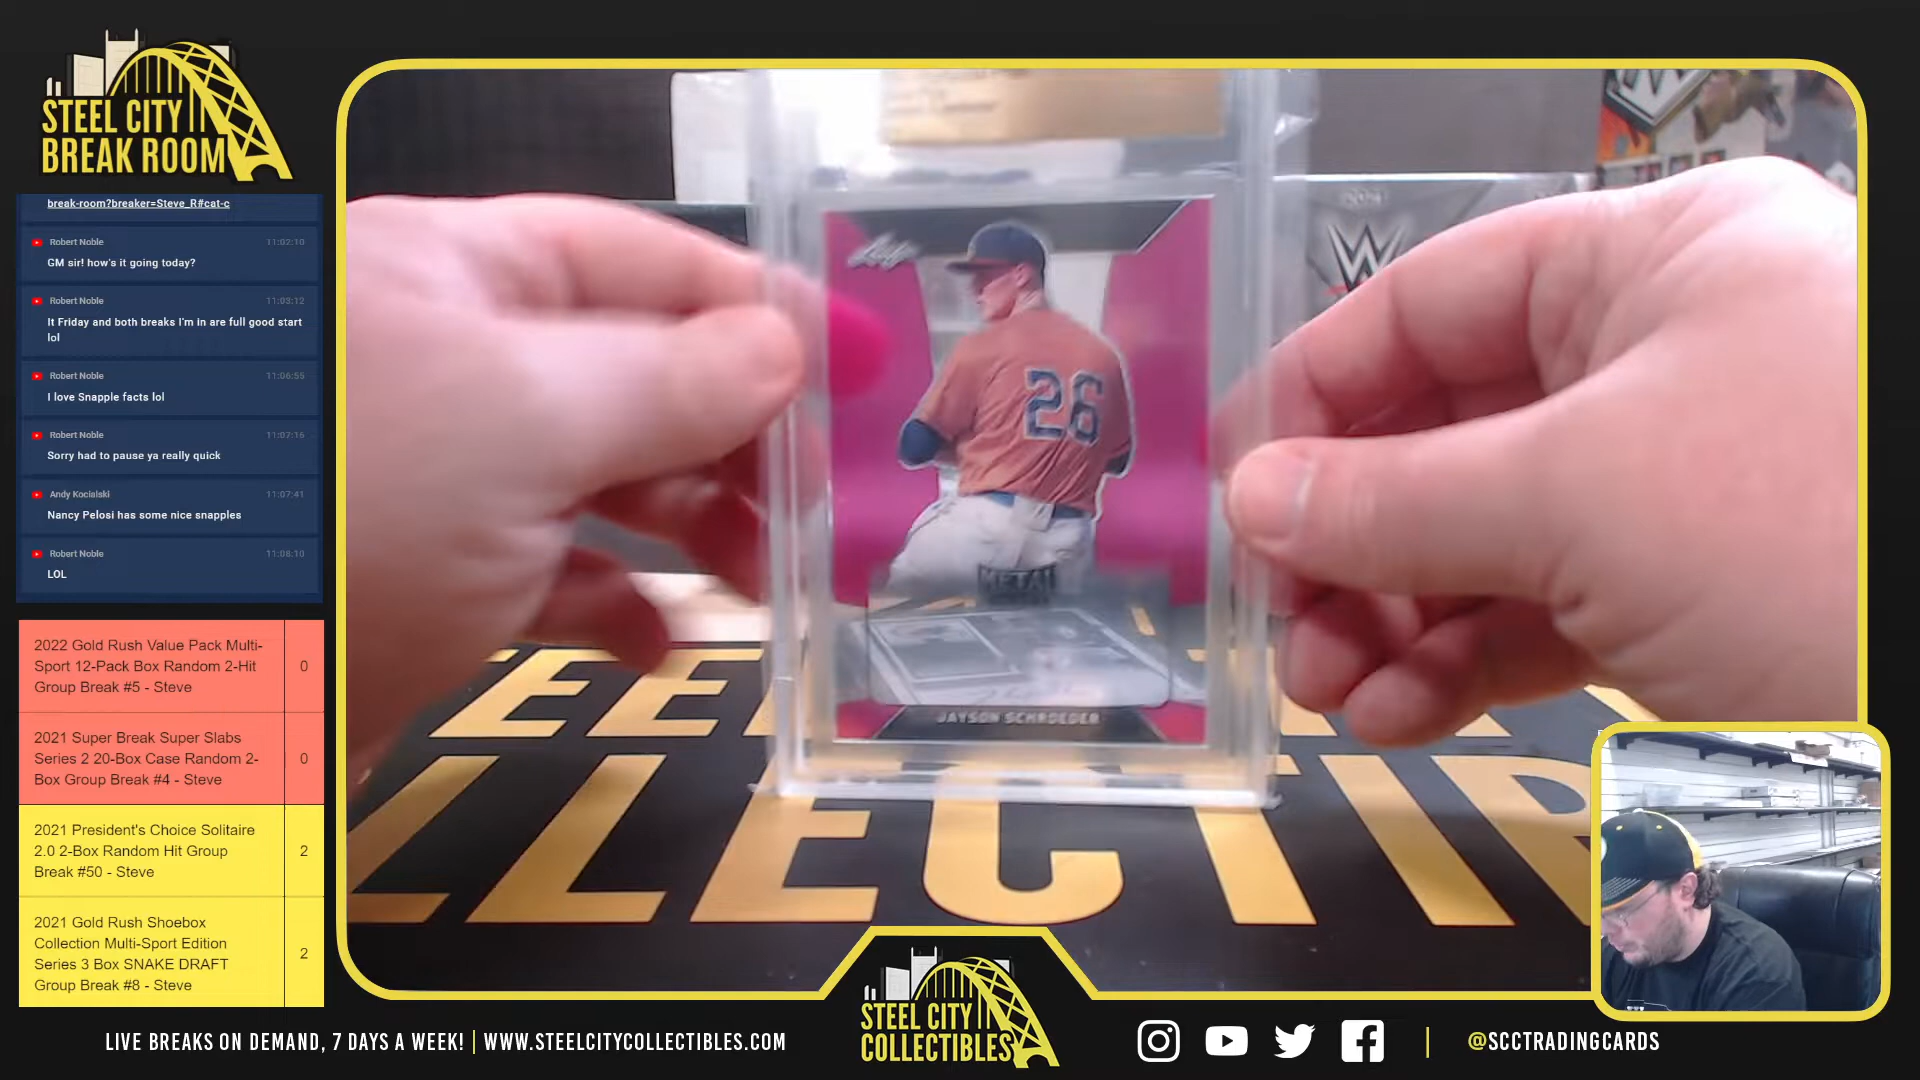 STEEL CITY
BREAK ROOM
break-room?breaker=Steve_R#cat-c
Robert Noble 11:02:10
GM sir! how's it going today?
Robert Noble 11:03:12
It Friday and both breaks I'm in are full good start
lol
Robert Noble 11:06:55
I love Snapple facts lol
Robert Noble 11:07:16
Sorry had to pause ya really quick
Andy Kocialski 11:07:41
Nancy Pelosi has some nice snapples
Robert Noble 11:08:10
LOL
2022 Gold Rush Value Pack Multi-
Sport 12-Pack Box Random 2-Hit 0
Group Break #5 - Steve
2021 Super Break Super Slabs
Series 2 20-Box Case Random 2- 0
Box Group Break #4 - Steve
2021 President's Choice Solitaire
2.0 2-Box Random Hit Group 2
Break #50 - Steve
2021 Gold Rush Shoebox
Collection Multi-Sport Edition
Series 3 Box SNAKE DRAFT 2
Group Break #8 - Steve
2021
W
Leaf
26
METAL
JAYSON SCHROEDER
LLECTIB
STEEL CITY
COLLECTIBLES
LIVE BREAKS ON DEMAND, 7 DAYS A WEEK! | WWW.STEELCITYCOLLECTIBLES.COM
| @SCCTRADINGCARDS